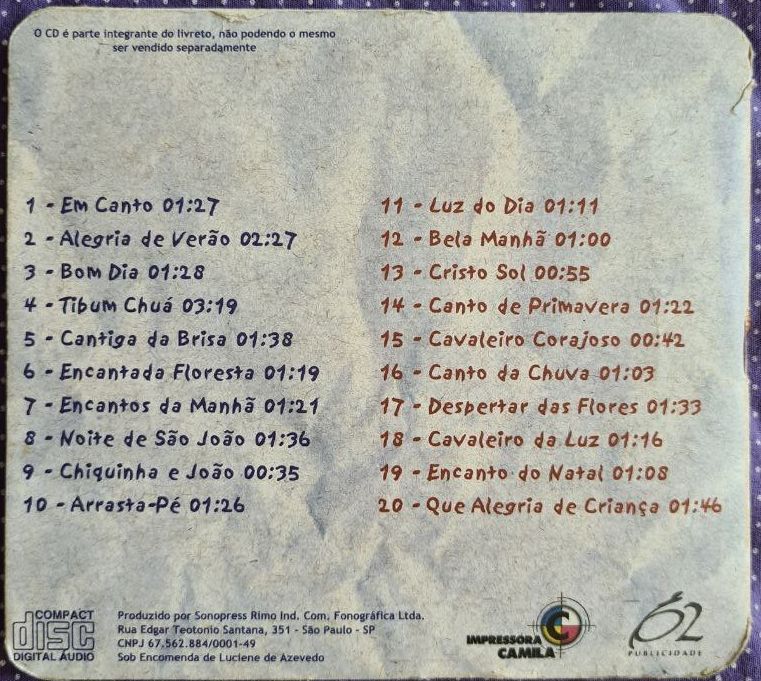 O CD é parte integrante do livreto, não podendo o mesmo
ser vendido separadamente
1 - Em Canto 01:27
2 - Alegria de Verão 02:27
3 - Bom Dia 01:28
4 - Tibum Chuá 03:19
5 - Cantiga da Brisa 01:38
6 - Encantada Floresta 01:19
7 - Encantos da Manhã 01:21
8 - Noite de São João 01:36
9 - Chiquinha e João 00:35
10 - Arrasta-Pé 01:26
11 - Luz do Dia 01:11
12 - Bela Manhã 01:00
13 - Cristo Sol 00:55
14 - Canto de Primavera 01:22
15 - Cavaleiro Corajoso 00:42
16 - Canto da Chuva 01:03
17 - Despertar das Flores 01:33
18 - Cavaleiro da Luz 01:16
19 - Encanto do Natal 01:08
20 - Que Alegria de Criança 01:46
COMPACT
disc
DIGITAL AUDIO
Produzido por Sonopress Rimo Ind. Com. Fonográfica Ltda.
Rua Edgar Teotonio Santana, 351 - São Paulo - SP
CNPJ 67.562.884/0001-49
Sob Encomenda de Luciene de Azevedo
IMPRESSORA
CAMILA
62
PUBLICIDADE